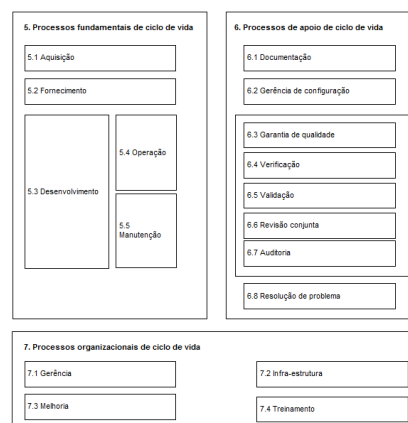 5. Processos fundamentais de ciclo de vida
5.1 Aquisição
5.2 Fornecimento
5.3 Desenvolvimento
5.4 Operação
5.5
Manutenção
6. Processos de apoio de ciclo de vida
6.1 Documentação
6.2 Gerência de configuração
6.3 Garantia de qualidade
6.4 Verificação
6.5 Validação
6.6 Revisão conjunta
6.7 Auditoria
6.8 Resolução de problema
7. Processos organizacionais de ciclo de vida
7.1 Gerência
7.2 Infra-estrutura
7.3 Melhoria
7.4 Treinamento